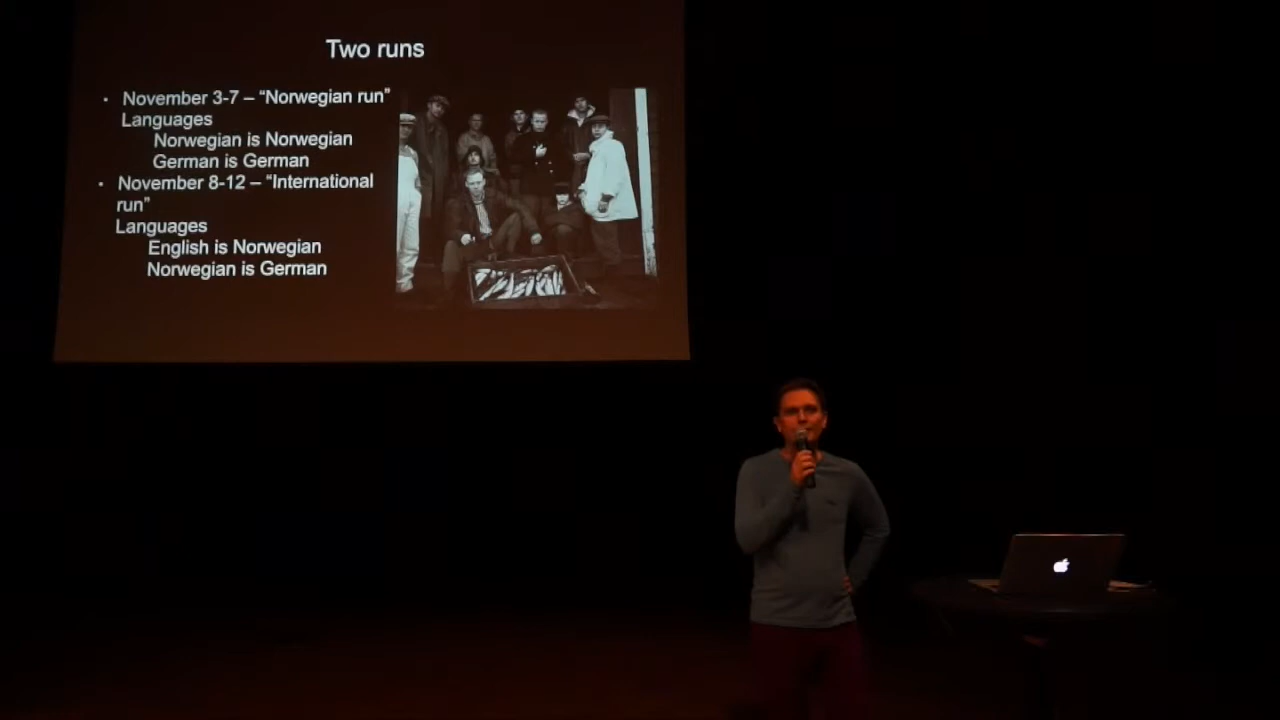 Two runs
• November 3-7 – “Norwegian run”
Languages
Norwegian is Norwegian
German is German
• November 8-12 – “International
run”
Languages
English is Norwegian
Norwegian is German